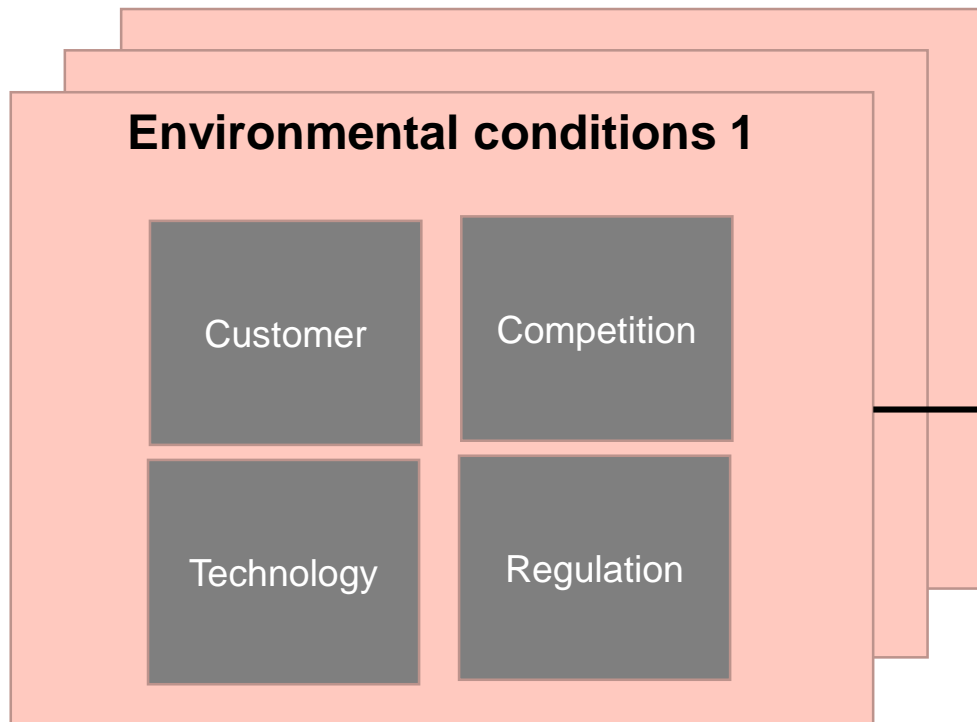 Environmental conditions 1
Customer
Competition
Technology
Regulation